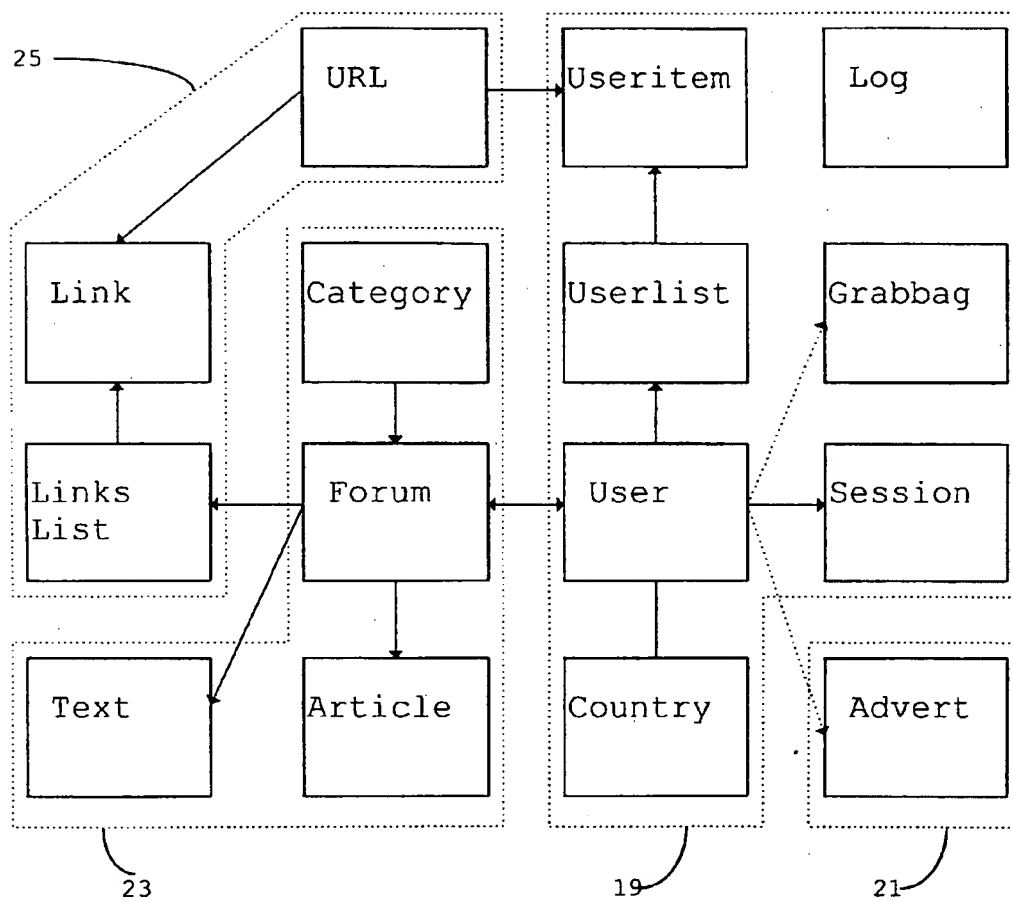 25
URL
Useritem
Log
Link
Category
Userlist
Grabbag
Links
List
Forum
User
Session
Text
Article
Country
Advert
23
19
21